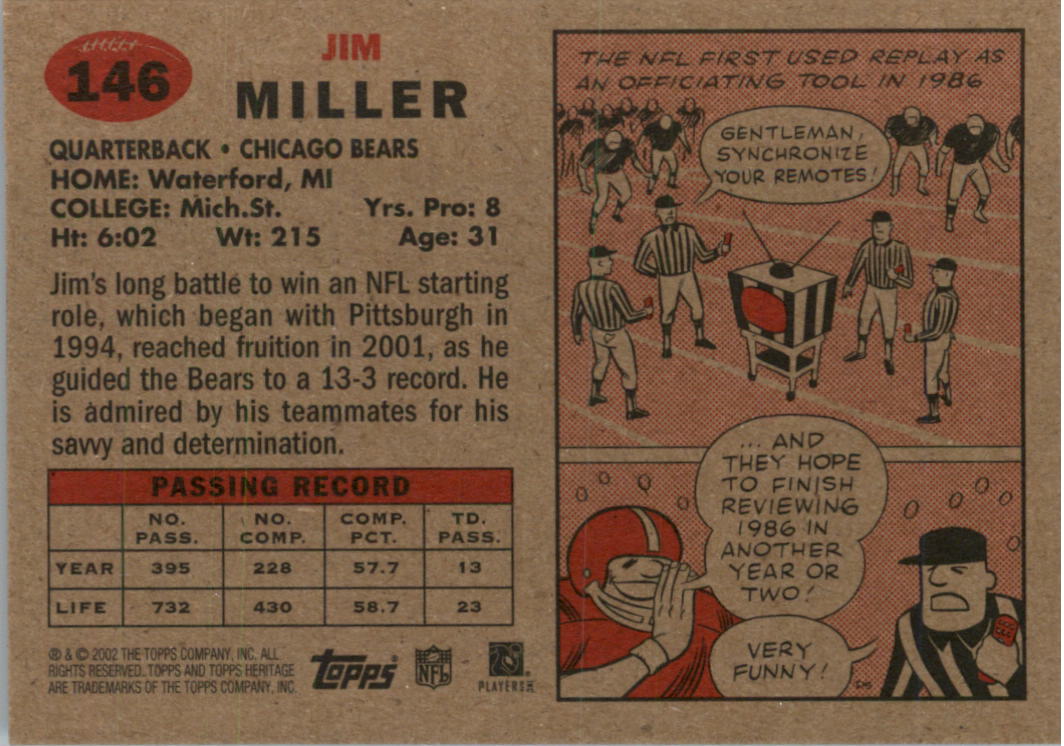 146
JIM
MILLER
QUARTERBACK • CHICAGO BEARS
HOME: Waterford, MI
COLLEGE: Mich.St. Yrs. Pro: 8
Ht: 6:02 Wt: 215 Age: 31
Jim's long battle to win an NFL starting
role, which began with Pittsburgh in
1994, reached fruition in 2001, as he
guided the Bears to a 13-3 record. He
is admired by his teammates for his
savvy and determination.
PASSING RECORD
NO. PASS. NO. COMP. COMP. PCT. TD. PASS.
YEAR 395 228 57.7 13
LIFE 732 430 58.7 23
® & © 2002 THE TOPPS COMPANY, INC. ALL
RIGHTS RESERVED. TOPPS AND TOPPS HERITAGE
ARE TRADEMARKS OF THE TOPPS COMPANY, INC.
Topps®
NFL
PLAYERS INC
THE NFL FIRST USED REPLAY AS
AN OFFICIATING TOOL IN 1986
GENTLEMAN,
SYNCHRONIZE
YOUR REMOTES!
... AND
THEY HOPE
TO FINISH
REVIEWING
1986 IN
ANOTHER
YEAR OR
TWO!
VERY
FUNNY!